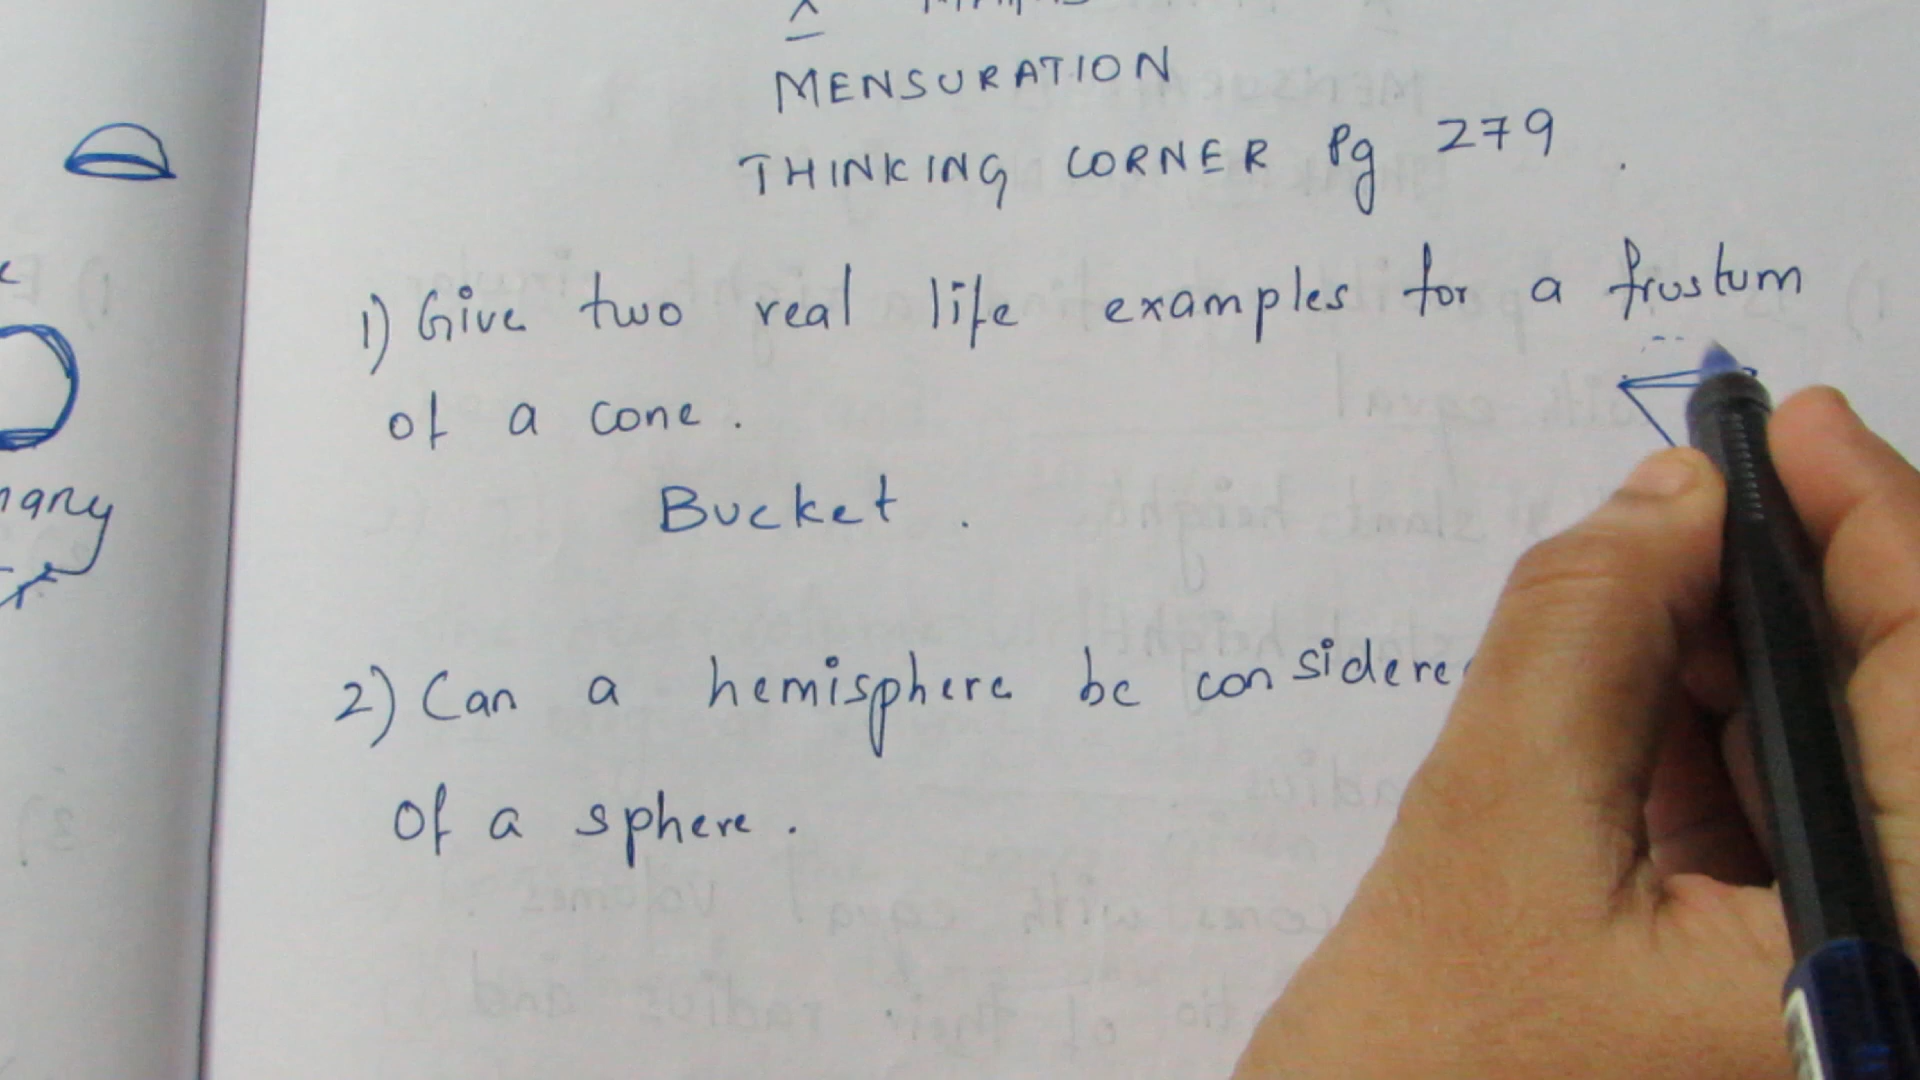 MENSURATION
THINKING CORNER Pg 279
1) Give two real life examples for a frustum
of a cone.
Bucket.
2) Can a hemisphere be considere
of a sphere.